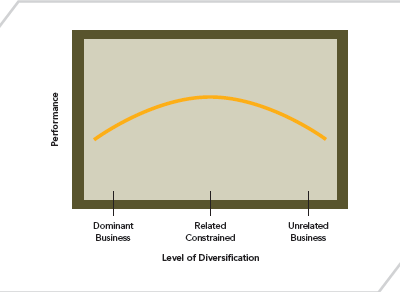 Performance
Dominant
Business
Related
Constrained
Unrelated
Business
Level of Diversification